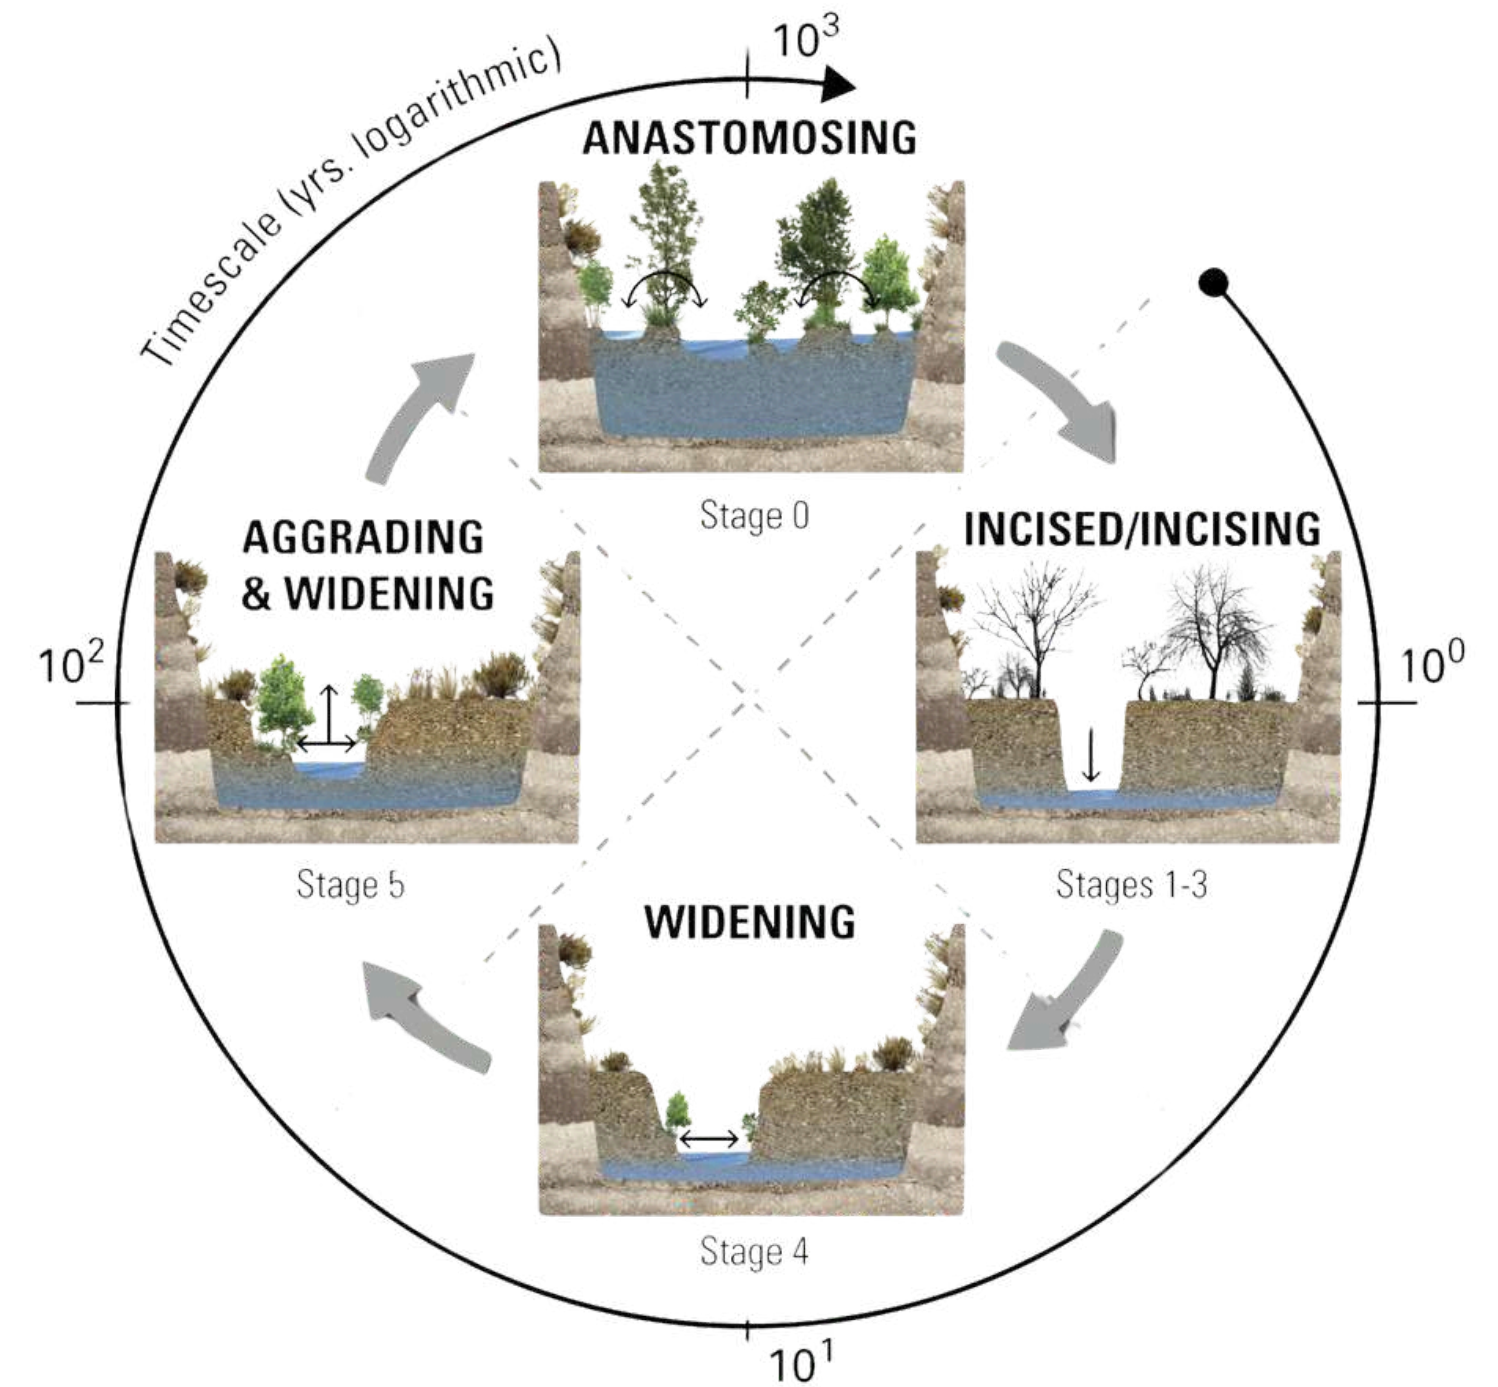 10³
Timescale (yrs. logarithmic)
ANASTOMOSING
Stage 0
INCISED/INCISING
AGGRADING
& WIDENING
10²
10⁰
Stage 5
Stages 1-3
WIDENING
Stage 4
10¹